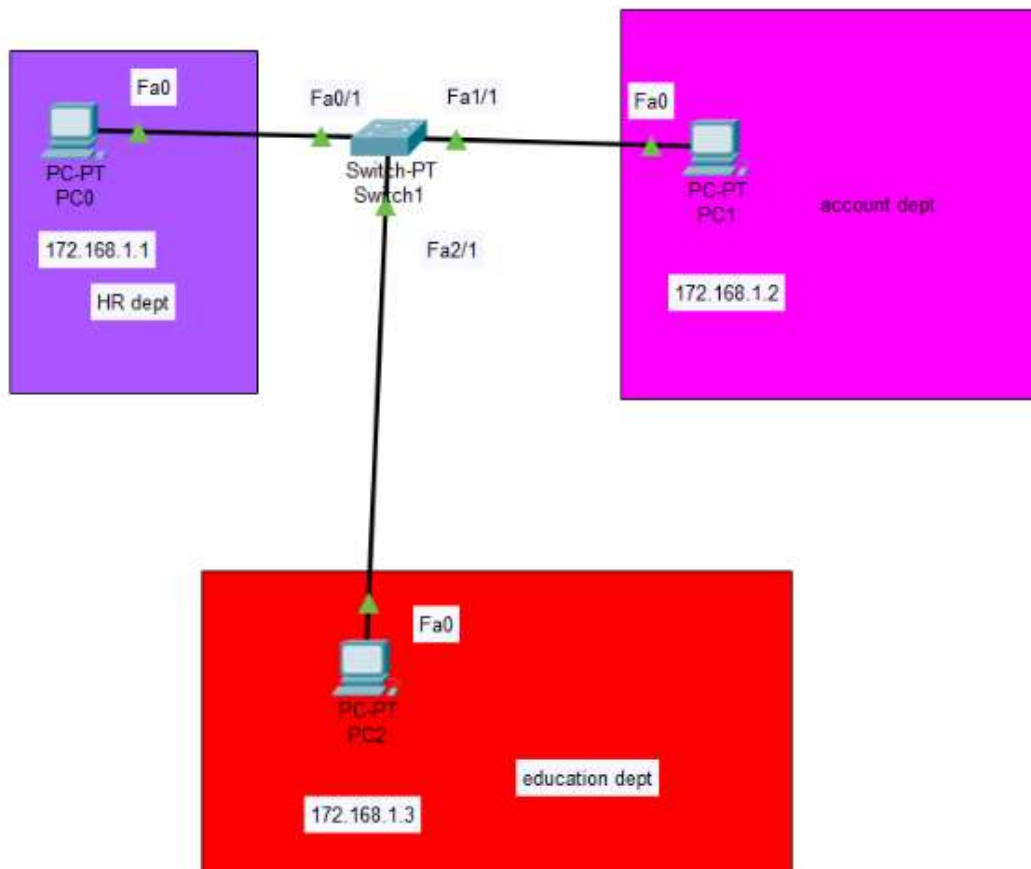 Fa0
Fa0/1
Fa1/1
Fa0
PC-PT
PC0
Switch-PT
Switch1
PC-PT
PC1
account dept
172.168.1.1
Fa2/1
HR dept
172.168.1.2
Fa0
PC-PT
PC2
education dept
172.168.1.3